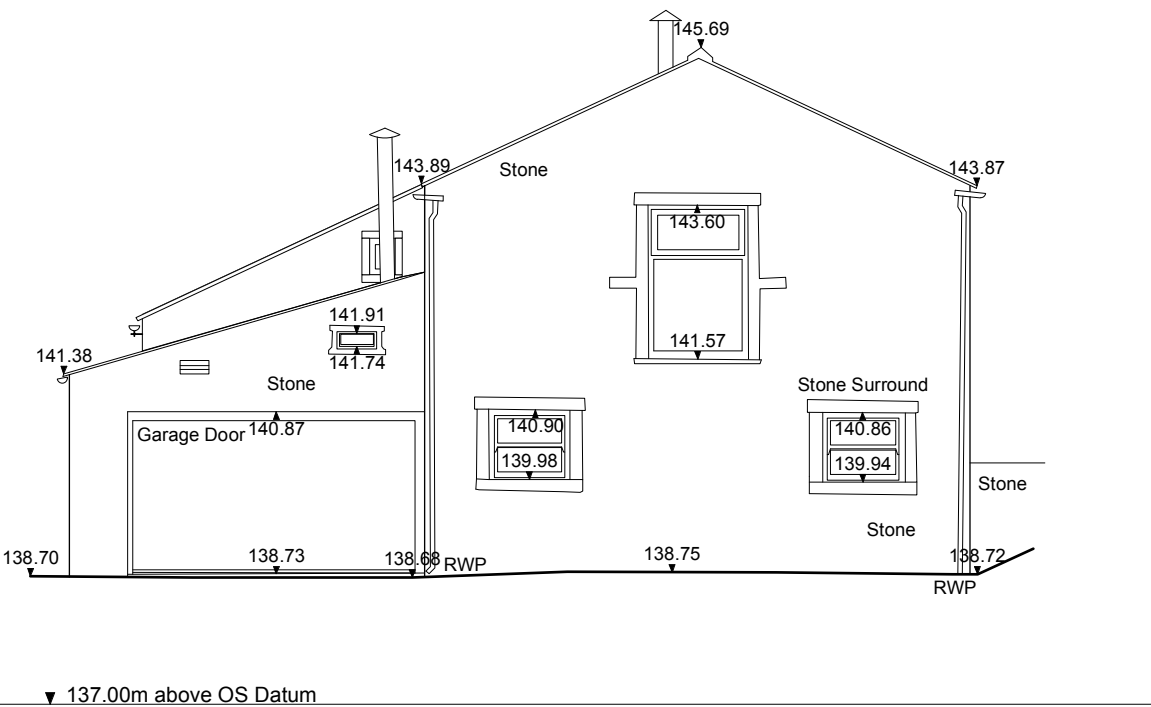 145.69
143.89
Stone
143.87
143.60
141.91
141.57
141.38
141.74
Stone
Stone Surround
Garage Door
140.87
140.90
140.86
139.98
139.94
Stone
Stone
138.70
138.73
138.68
RWP
138.75
138.72
RWP
137.00m above OS Datum